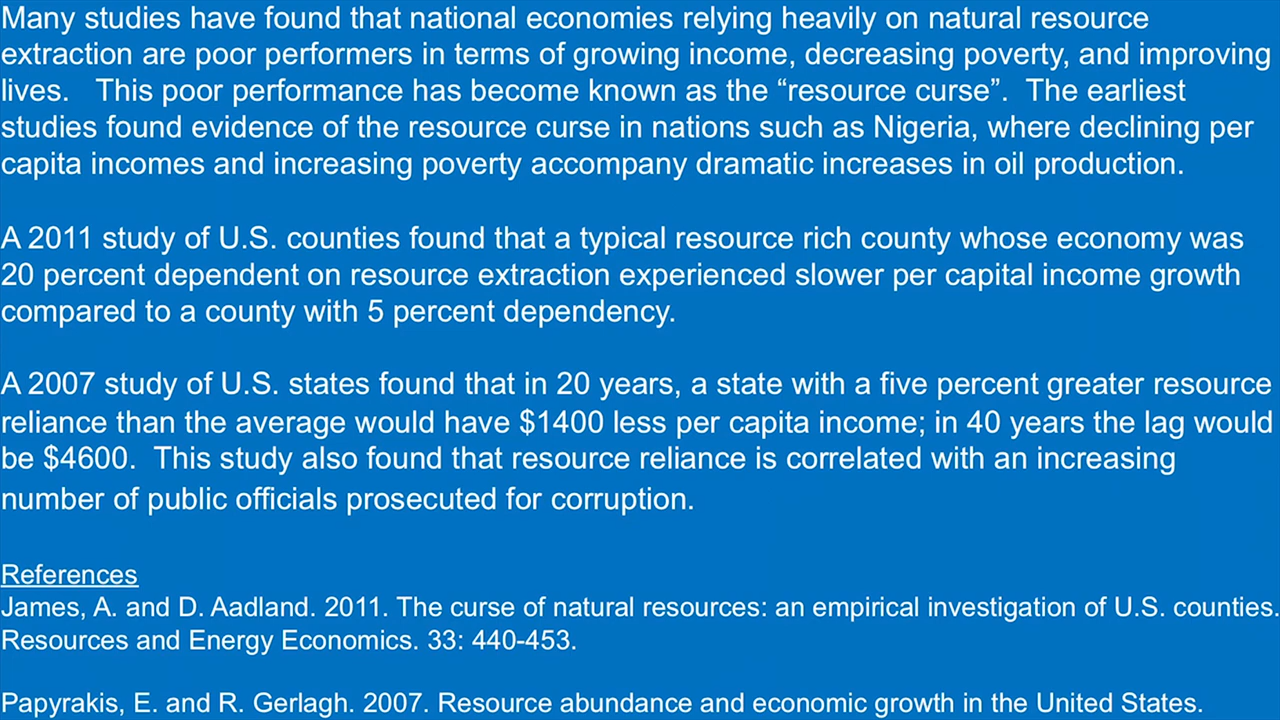 Many studies have found that national economies relying heavily on natural resource
extraction are poor performers in terms of growing income, decreasing poverty, and improving
lives.   This poor performance has become known as the “resource curse”.  The earliest
studies found evidence of the resource curse in nations such as Nigeria, where declining per
capita incomes and increasing poverty accompany dramatic increases in oil production.
A 2011 study of U.S. counties found that a typical resource rich county whose economy was
20 percent dependent on resource extraction experienced slower per capital income growth
compared to a county with 5 percent dependency.
A 2007 study of U.S. states found that in 20 years, a state with a five percent greater resource
reliance than the average would have $1400 less per capita income; in 40 years the lag would
be $4600.  This study also found that resource reliance is correlated with an increasing
number of public officials prosecuted for corruption.
References
James, A. and D. Aadland. 2011. The curse of natural resources: an empirical investigation of U.S. counties.
Resources and Energy Economics. 33: 440-453.
Papyrakis, E. and R. Gerlagh. 2007. Resource abundance and economic growth in the United States.